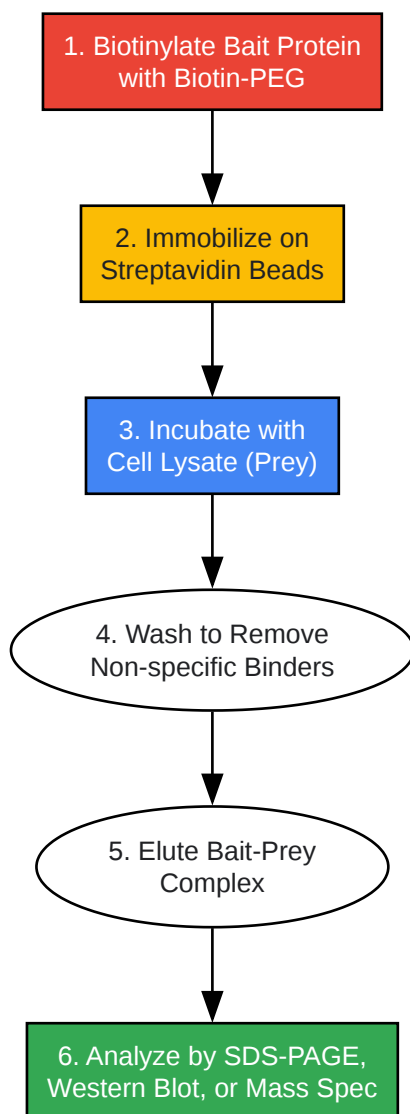 1. Biotinylate Bait Protein
with Biotin-PEG
2. Immobilize on
Streptavidin Beads
3. Incubate with
Cell Lysate (Prey)
4. Wash to Remove
Non-specific Binders
5. Elute Bait-Prey
Complex
6. Analyze by SDS-PAGE,
Western Blot, or Mass Spec